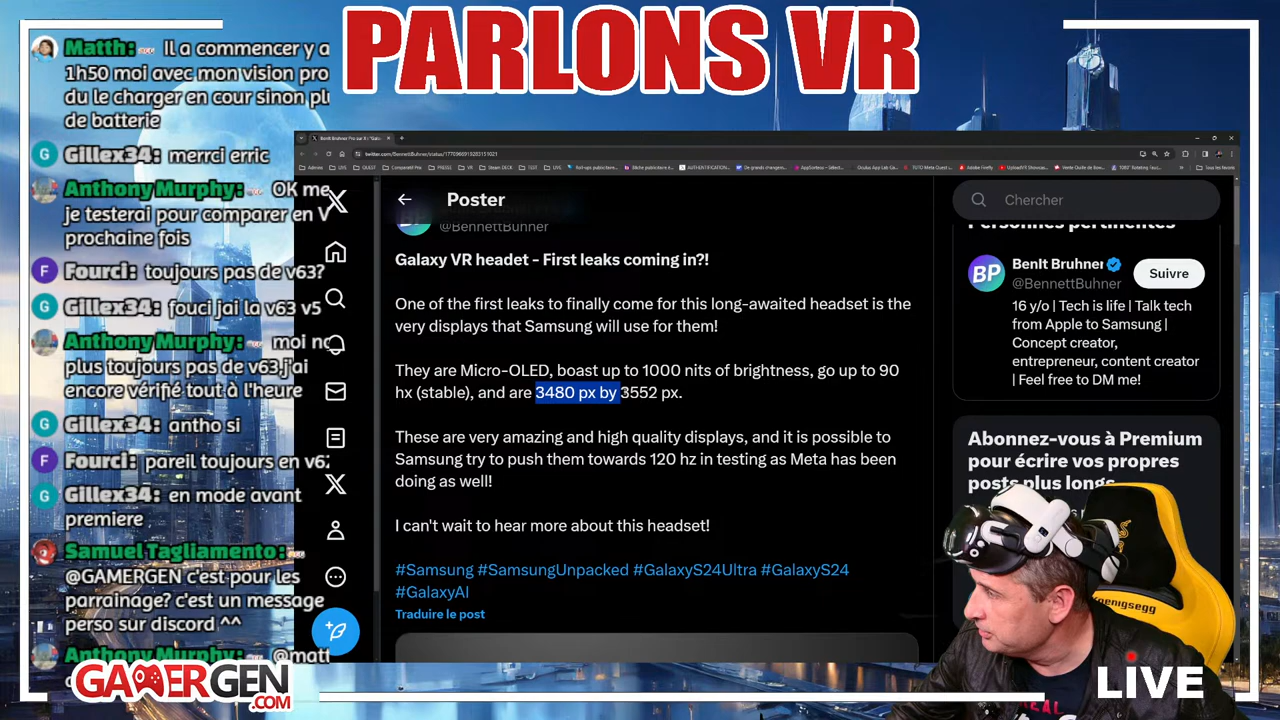 PARLONS VR
Matth: Il a commencer y a
1h50 moi avec mon vision pro
du le charger en cour sinon plu
de batterie
Gillex34: merrci erric
Anthony Murphy: OK me
je testerai pour comparer en V
prochaine fois
Fourci: toujours pas de v63?
Gillex34: fouci jai la v63 v5
Anthony Murphy: moi no
plus toujours pas de v63,j'ai
encore vérifié tout à l'heure
Gillex34: antho si
Fourci: pareil toujours en v62
Gillex34: en mode avant
premiere
Samuel Tagliamento:
@GAMERGEN c'est pour les
parrainage? c'est un message
perso sur discord ^^
Anthony Murphy: @matt
GAMERGEN
.COM
twitter.com/BennettBuhner/status/1770966919283151021
Poster
@BennettBuhner
Galaxy VR headet - First leaks coming in?!
One of the first leaks to finally come for this long-awaited headset is the
very displays that Samsung will use for them!
They are Micro-OLED, boast up to 1000 nits of brightness, go up to 90
hx (stable), and are 3480 px by 3552 px.
These are very amazing and high quality displays, and it is possible to
Samsung try to push them towards 120 hz in testing as Meta has been
doing as well!
I can't wait to hear more about this headset!
#Samsung #SamsungUnpacked #GalaxyS24Ultra #GalaxyS24
#GalaxyAI
Traduire le post
Chercher
Personnes pertinentes
BP
BenIt Bruhner
@BennettBuhner
Suivre
16 y/o | Tech is life | Talk tech
from Apple to Samsung |
Concept creator,
entrepreneur, content creator
| Feel free to DM me!
Abonnez-vous à Premium
pour écrire vos propres
posts plus longs
Koenigsegg
LIVE